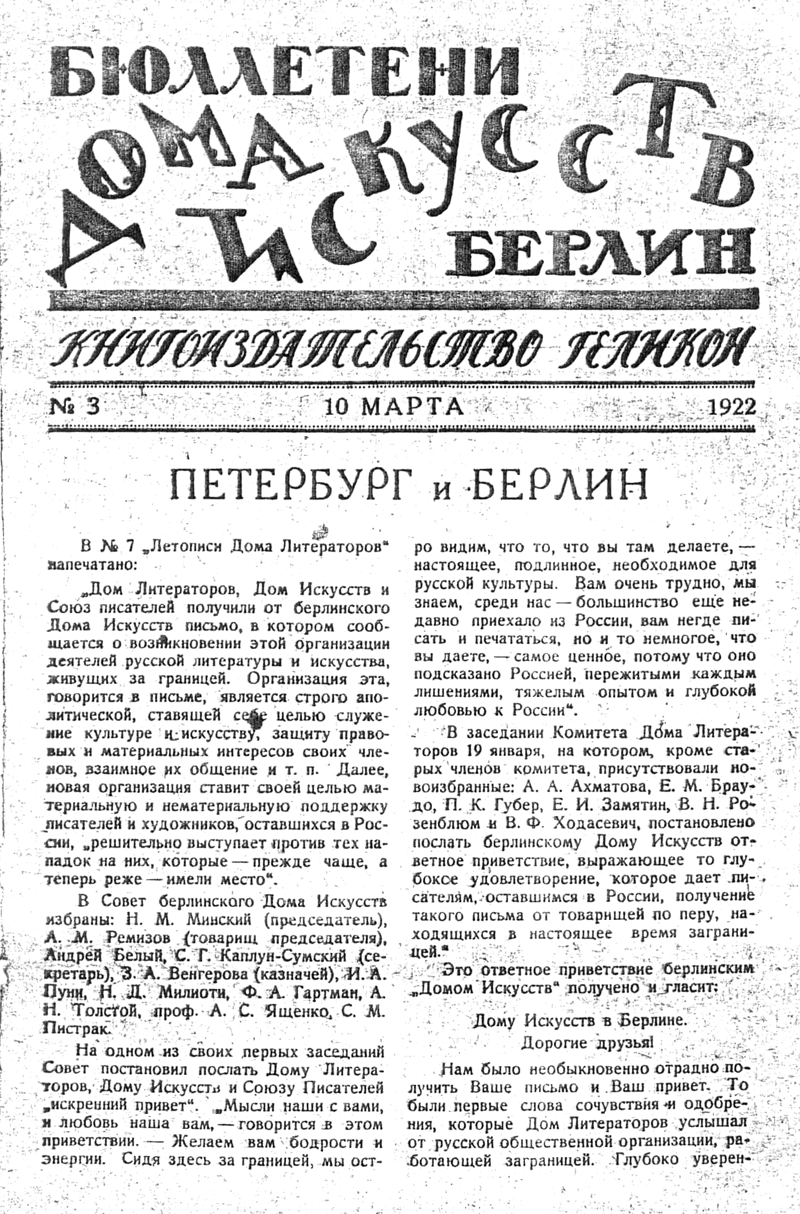 БЮЛЛЕТЕНИ
ДОМА ИСКУССТВ
БЕРЛИН
КНИГОИЗДАТЕЛЬСТВО ГЕЛИКОН
№ 3 10 МАРТА 1922
ПЕТЕРБУРГ и БЕРЛИН
В № 7 „Летописи Дома Литераторов“
напечатано:
„Дом Литераторов, Дом Искусств и
Союз писателей получили от берлинского
Дома Искусств письмо, в котором сооб-
щается о возникновении этой организации
деятелей русской литературы и искусства,
живущих за границей. Организация эта,
говорится в письме, является строго апо-
литической, ставящей себе целью служе-
ние культуре и искусству, защиту право-
вых и материальных интересов своих чле-
нов, взаимное их общение и т. п. Далее,
новая организация ставит своей целью ма-
териальную и нематериальную поддержку
писателей и художников, оставшихся в Рос-
сии, „решительно выступает против тех на-
падок на них, которые — прежде чаще, а
теперь реже — имели место“.
В Совет берлинского Дома Искусств
избраны: Н. М. Минский (председатель),
А. М. Ремизов (товарищ председателя),
Андрей Белый, С. Г. Каплун-Сумский (се-
кретарь), З. А. Венгерова (казначей), И. А.
Пуни, Н. Д. Милиоти, Ф. А. Гартман, А.
Н. Толстой, проф. А. С. Ященко, С. М.
Пистрак.
На одном из своих первых заседаний
Совет постановил послать Дому Литера-
торов, Дому Искусств и Союзу Писателей
„искренний привет“. „Мысли наши с вами,
и любовь наша вам, — говорится в этом
приветствии. — Желаем вам бодрости и
энергии. Сидя здесь за границей, мы ост-
ро видим, что то, что вы там делаете, —
настоящее, подлинное, необходимое для
русской культуры. Вам очень трудно, мы
знаем, среди нас — большинство еще не-
давно приехало из России, вам негде пи-
сать и печататься, но и то немногое, что
вы даете, — самое ценное, потому что оно
подсказано Россией, пережитыми каждым
лишениями, тяжелым опытом и глубокой
любовью к России“.
В заседании Комитета Дома Литера-
торов 19 января, на котором, кроме ста-
рых членов комитета, присутствовали но-
воизбранные: А. А. Ахматова, Е. М. Брау-
до, П. К. Губер, Е. И. Замятин, В. Н. Ро-
зенблюм и В. Ф. Ходасевич, постановлено
послать берлинскому Дому Искусств от-
ветное приветствие, выражающее то глу-
бокое удовлетворение, которое дает пи-
сателям, оставшимся в России, получение
такого письма от товарищей по перу, на-
ходящихся в настоящее время заграни-
цей.“
Это ответное приветствие берлинским
„Домом Искусств“ получено и гласит:
Дому Искусств в Берлине.
Дорогие друзья!
Нам было необыкновенно отрадно по-
лучить Ваше письмо и Ваш привет. То
были первые слова сочувствия и одобре-
ния, которые Дом Литераторов услышал
от русской общественной организации, ра-
ботающей заграницей. Глубоко уверен-